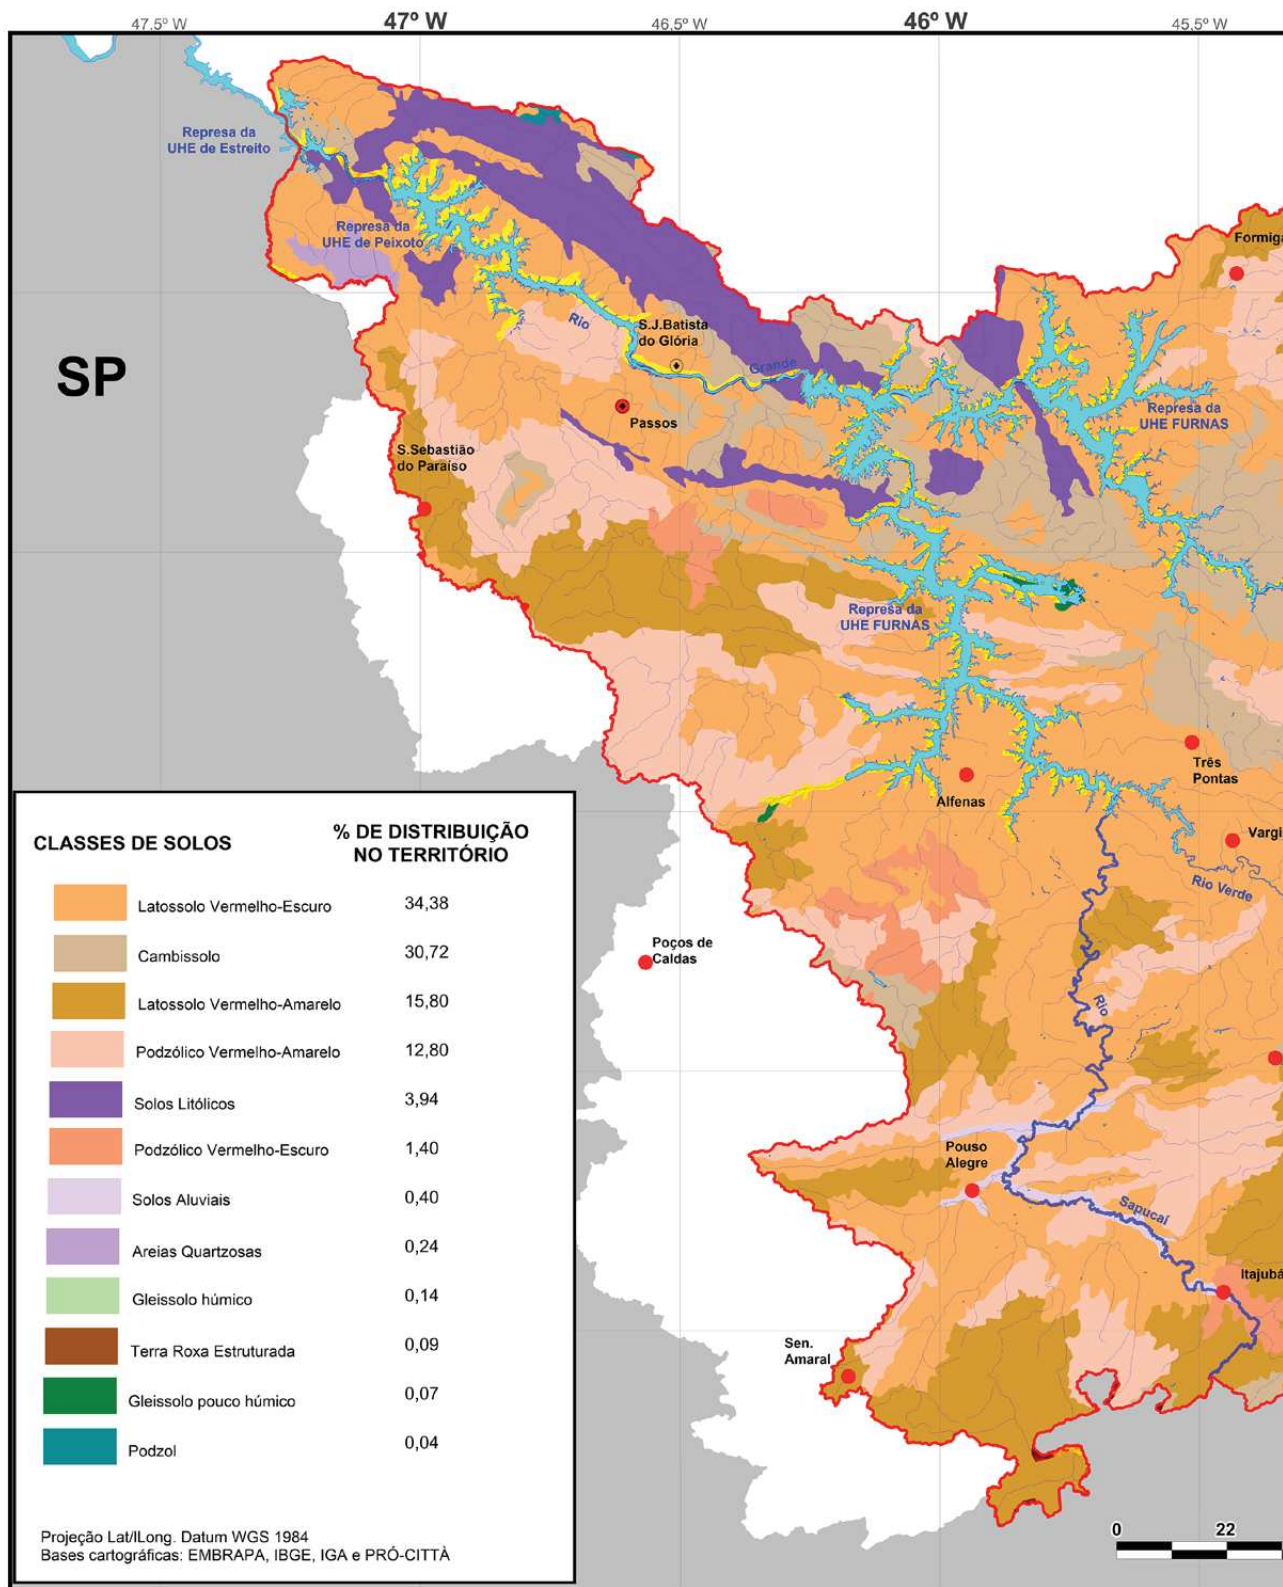 47.5º W
47º W
46,5º W
46º W
45,5º W
Represa da
UHE de Estreito
Represa da
UHE de Peixoto
Formiga
SP
Rio
S.J.Batista
do Glória
Grande
Passos
Represa da
UHE FURNAS
S.Sebastião
do Paraíso
Represa da
UHE FURNAS
Três
Pontas
Alfenas
Vargi
Rio Verde
Poços de
Caldas
Rio
Pouso
Alegre
Sapucaí
Itajubá
Sen.
Amaral
CLASSES DE SOLOS
% DE DISTRIBUIÇÃO
NO TERRITÓRIO
Latossolo Vermelho-Escuro 34,38
Cambissolo 30,72
Latossolo Vermelho-Amarelo 15,80
Podzólico Vermelho-Amarelo 12,80
Solos Litólicos 3,94
Podzólico Vermelho-Escuro 1,40
Solos Aluviais 0,40
Areias Quartzosas 0,24
Gleissolo húmico 0,14
Terra Roxa Estruturada 0,09
Gleissolo pouco húmico 0,07
Podzol 0,04
Projeção Lat/lLong. Datum WGS 1984
Bases cartográficas: EMBRAPA, IBGE, IGA e PRÓ-CITTÀ
0 22